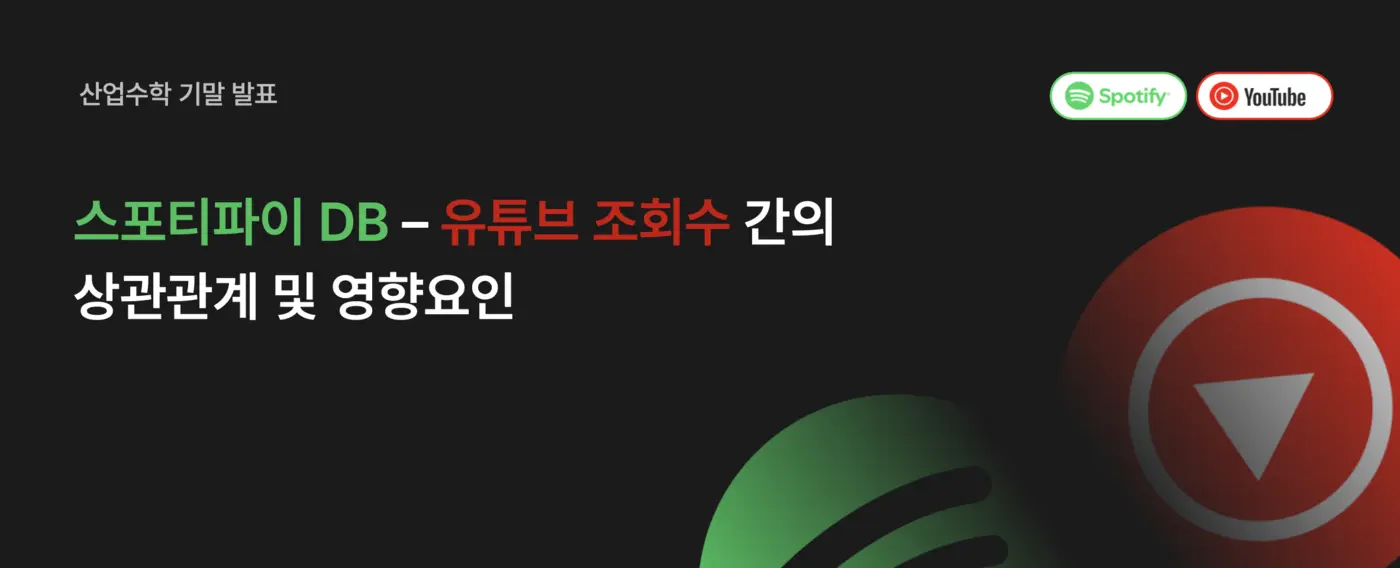 산업수학 기말 발표
Spotify
YouTube
스포티파이 DB – 유튜브 조회수 간의
상관관계 및 영향요인